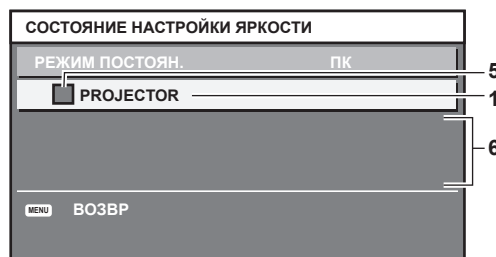 СОСТОЯНИЕ НАСТРОЙКИ ЯРКОСТИ
РЕЖИМ ПОСТОЯН. ПК
5
PROJECTOR
1
6
MENU ВОЗВР